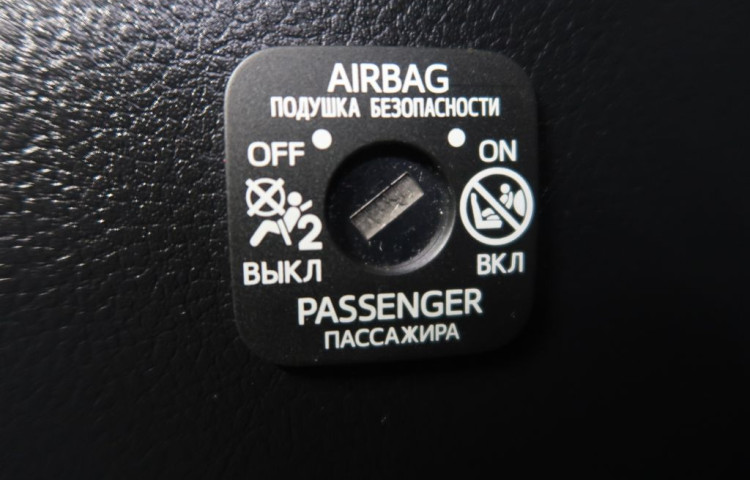 AIRBAG
ПОДУШКА БЕЗОПАСНОСТИ
OFF ON
2
ВЫКЛ ВКЛ
PASSENGER
ПАССАЖИРА